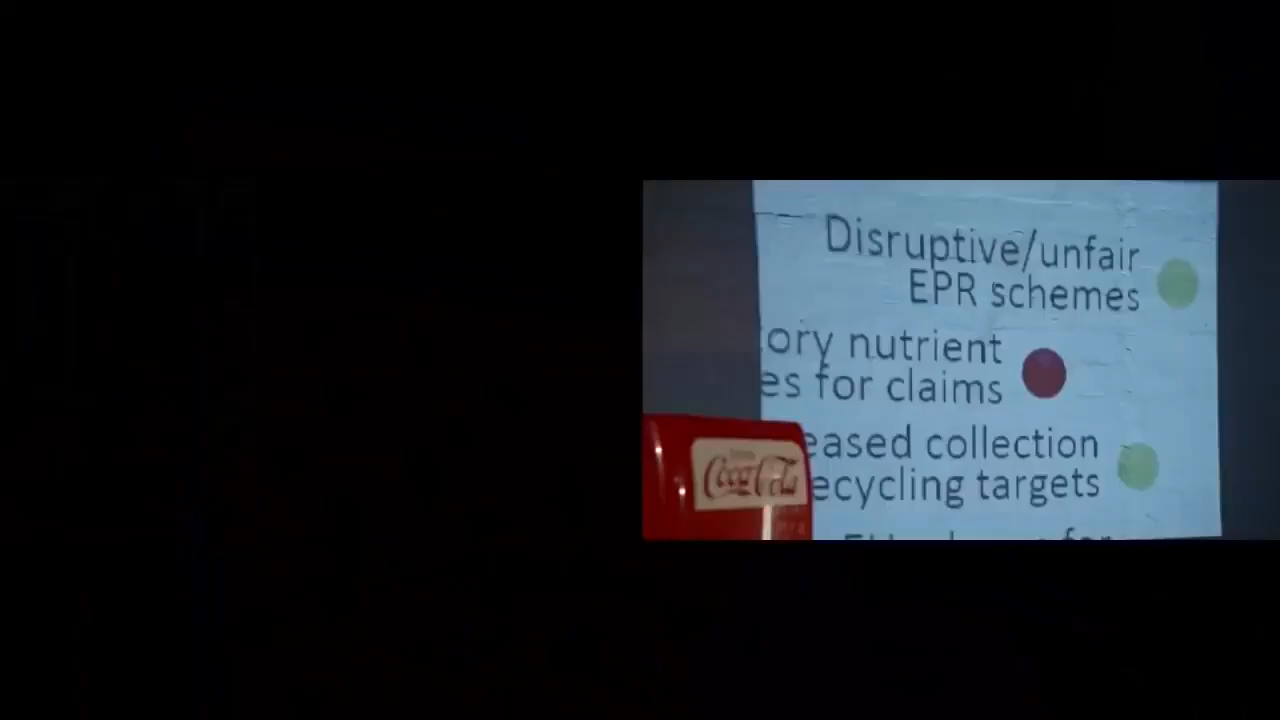 Disruptive/unfair
EPR schemes
ory nutrient
es for claims
eased collection
ecycling targets
Coca-Cola